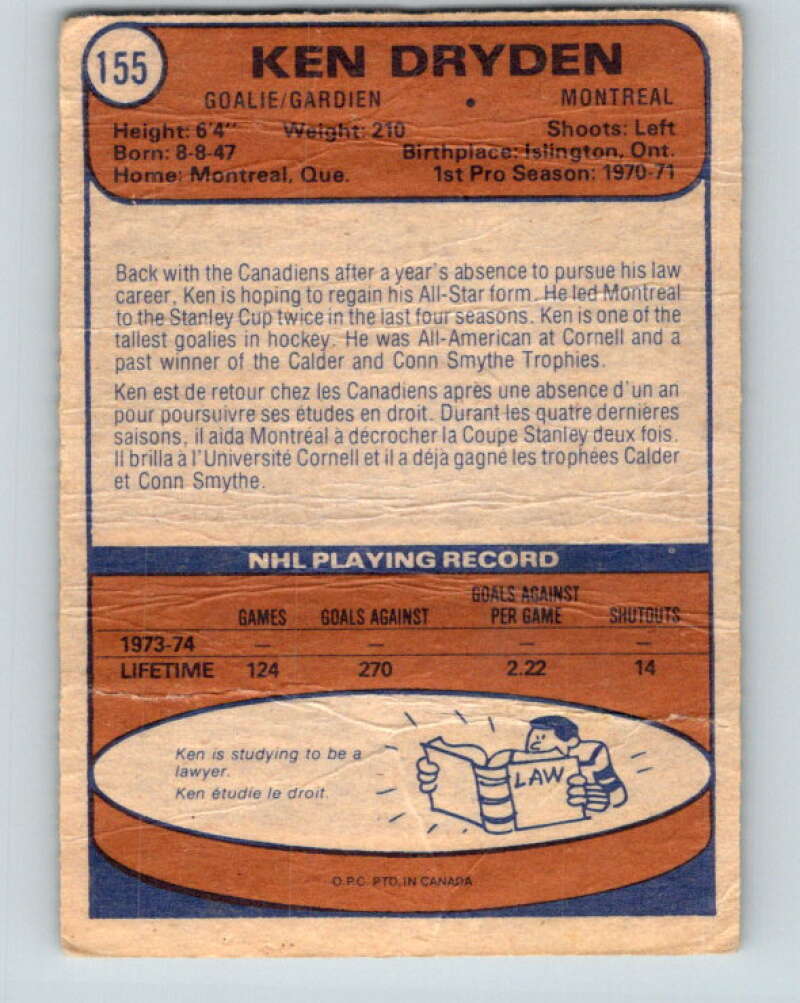 155
KEN DRYDEN
GOALIE/GARDIEN • MONTREAL
Height: 6'4" Weight: 210 Shoots: Left
Born: 8-8-47 Birthplace: Islington, Ont.
Home: Montreal, Que. 1st Pro Season: 1970-71
Back with the Canadiens after a year's absence to pursue his law
career, Ken is hoping to regain his All-Star form. He led Montreal
to the Stanley Cup twice in the last four seasons. Ken is one of the
tallest goalies in hockey. He was All-American at Cornell and a
past winner of the Calder and Conn Smythe Trophies.
Ken est de retour chez les Canadiens après une absence d'un an
pour poursuivre ses études en droit. Durant les quatre dernières
saisons, il aida Montréal à décrocher la Coupe Stanley deux fois.
Il brilla à l'Université Cornell et il a déjà gagné les trophées Calder
et Conn Smythe.
NHL PLAYING RECORD
GAMES GOALS AGAINST GOALS AGAINST PER GAME SHUTOUTS
1973-74 — — — —
LIFETIME 124 270 2.22 14
Ken is studying to be a
lawyer.
Ken étudie le droit.
LAW
O.P.C. PTD. IN CANADA